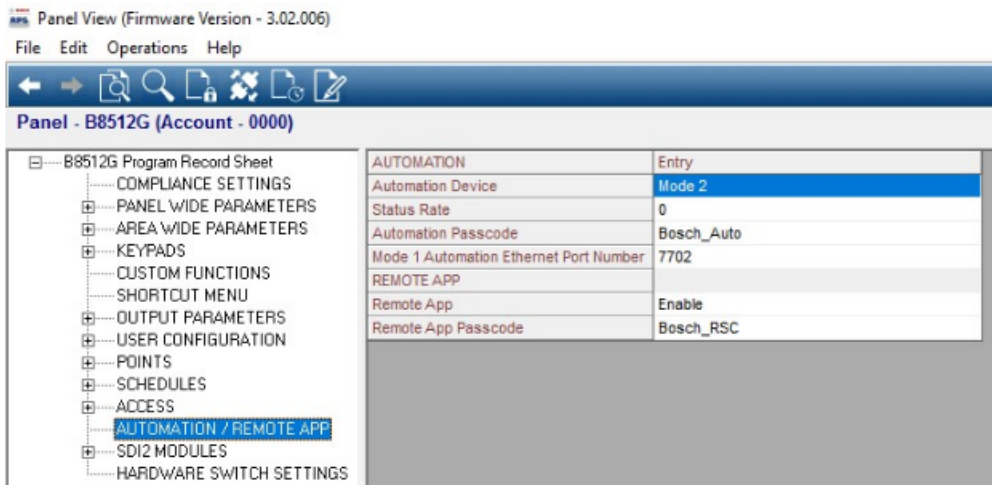 Panel View (Firmware Version - 3.02.006)
File Edit Operations Help
Panel - B8512G (Account - 0000)
B8512G Program Record Sheet
COMPLIANCE SETTINGS
PANEL WIDE PARAMETERS
AREA WIDE PARAMETERS
KEYPADS
CUSTOM FUNCTIONS
SHORTCUT MENU
OUTPUT PARAMETERS
USER CONFIGURATION
POINTS
SCHEDULES
ACCESS
AUTOMATION / REMOTE APP
SDI2 MODULES
HARDWARE SWITCH SETTINGS
AUTOMATION Entry
Automation Device Mode 2
Status Rate 0
Automation Passcode Bosch_Auto
Mode 1 Automation Ethernet Port Number 7702
REMOTE APP
Remote App Enable
Remote App Passcode Bosch_RSC